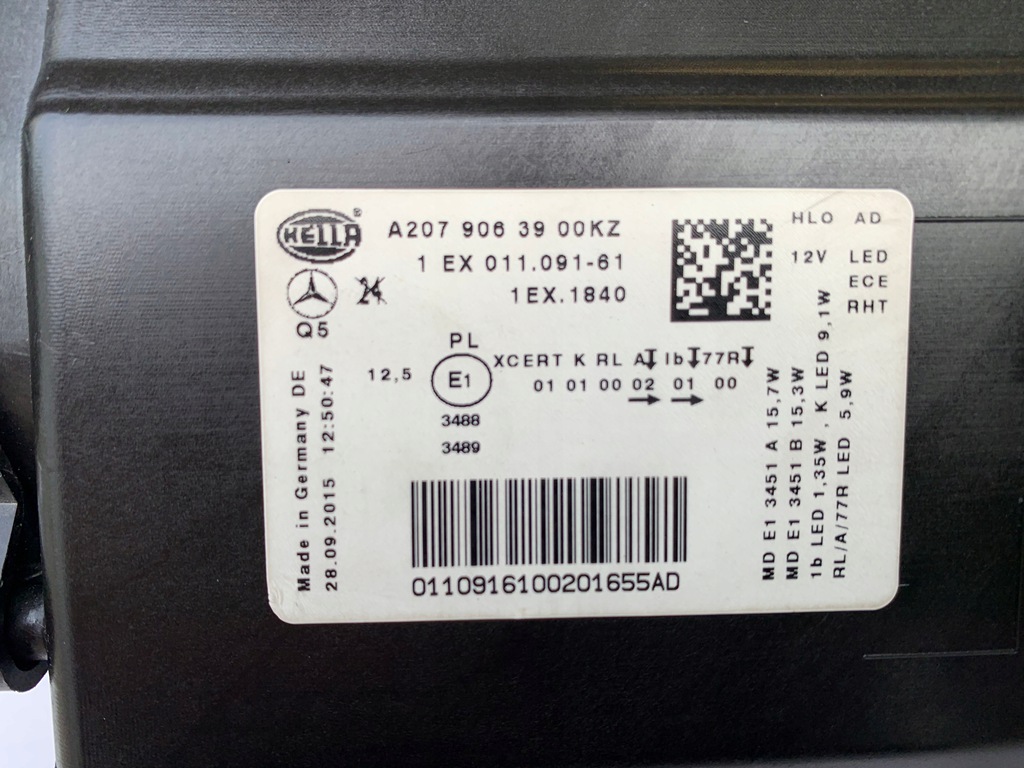 HELLA®
A207 906 39 00KZ
1 EX 011.091-61
1EX.1840
24
Q5
HLO AD
12V LED
ECE
RHT
PL
12,5
E1
XCERT K RL A Ib 77R
01 01 00 02 01 00
3488
3489
Made in Germany DE
28.09.2015 12:50:47
01109161002016​55AD
MD E1 3451 A 15,7W
MD E1 3451 B 15,3W
1b LED 1,35W , K LED 9,1W
RL/A/77R LED 5,9W